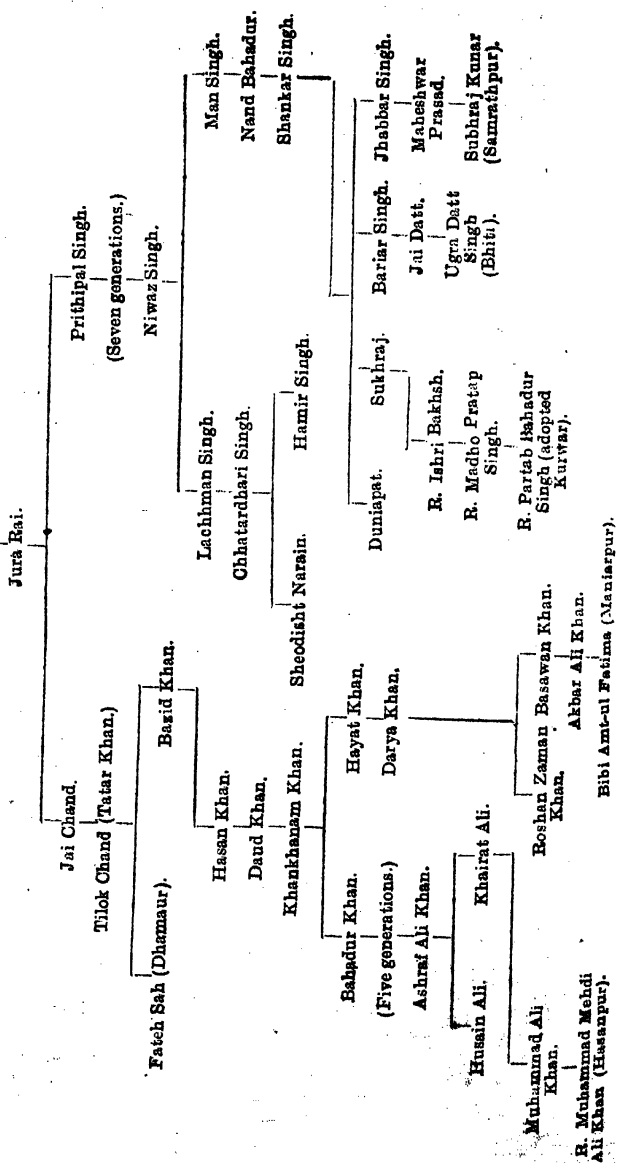 Jura Rai.
Jai Chand.
Prithipal Singh.
Tilok Chand (Tatar Khan.)
(Seven generations.)
Niwaz Singh.
Fateh Sah (Dhamaur).
Bazid Khan.
Lachhman Singh.
Man Singh.
Hasan Khan.
Chhatardhari Singh.
Nand Bahadur.
Daud Khan.
Shankar Singh.
Khankhanam Khan.
Sheodisht Narain.
Hamir Singh.
Bahadur Khan.
Hayat Khan.
Duniapat.
Sukhraj.
Bariar Singh.
Jhabbar Singh.
(Five generations.)
Darya Khan.
Jai Datt.
Maheshwar
Prasad.
Ashraf Ali Khan.
R. Ishri Bakhsh.
Ugra Datt
Singh
(Bhiti).
Subhraj Kunar
(Samrathpur).
R. Madho Pratap
Singh.
Husain Ali.
Khairat Ali.
R. Partab Bahadur
Singh (adopted
Kurwar).
Muhammad Ali
Khan.
Roshan Zaman
Khan.
Basawan Khan.
Akbar Ali Khan.
R. Muhammad Mehdi
Ali Khan (Hasanpur).
Bibi Amt-ul Fatima (Maniarpur).